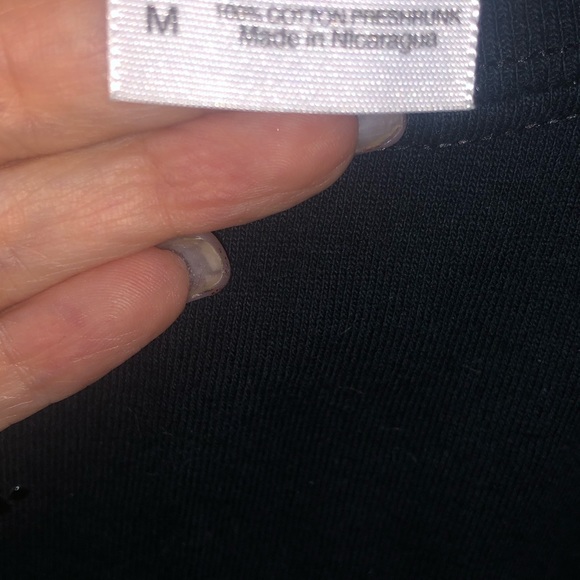 M
100% COTTON PRESHRUNK
Made in Nicaragua